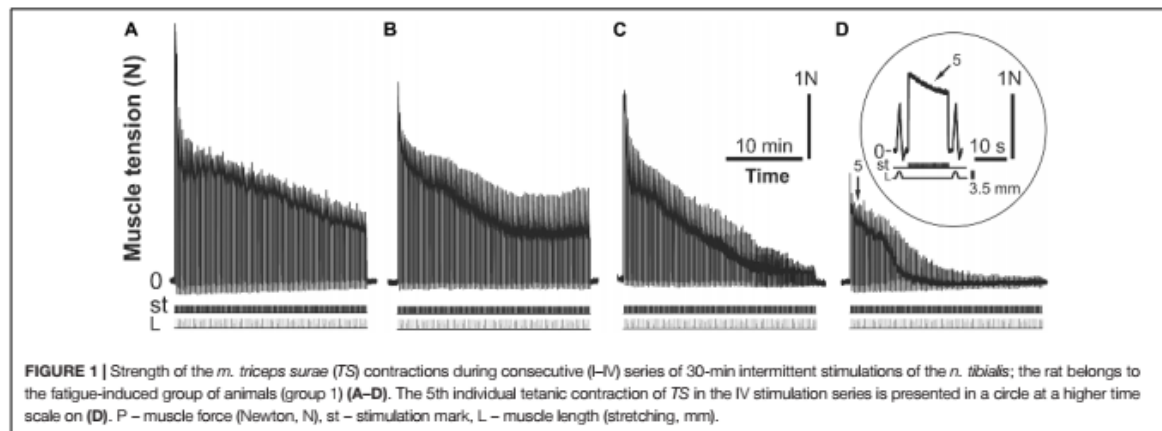 A
B
C
D
Muscle tension (N)
0
st
L
10 min
Time
1N
5
1N
0-
st
L
10 s
3.5 mm
5
FIGURE 1 | Strength of the m. triceps surae (TS) contractions during consecutive (I–IV) series of 30-min intermittent stimulations of the n. tibialis; the rat belongs to
the fatigue-induced group of animals (group 1) (A–D). The 5th individual tetanic contraction of TS in the IV stimulation series is presented in a circle at a higher time
scale on (D). P – muscle force (Newton, N), st – stimulation mark, L – muscle length (stretching, mm).